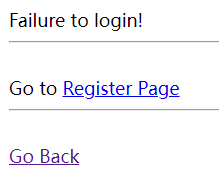 Failure to login!
Go to Register Page
Go Back